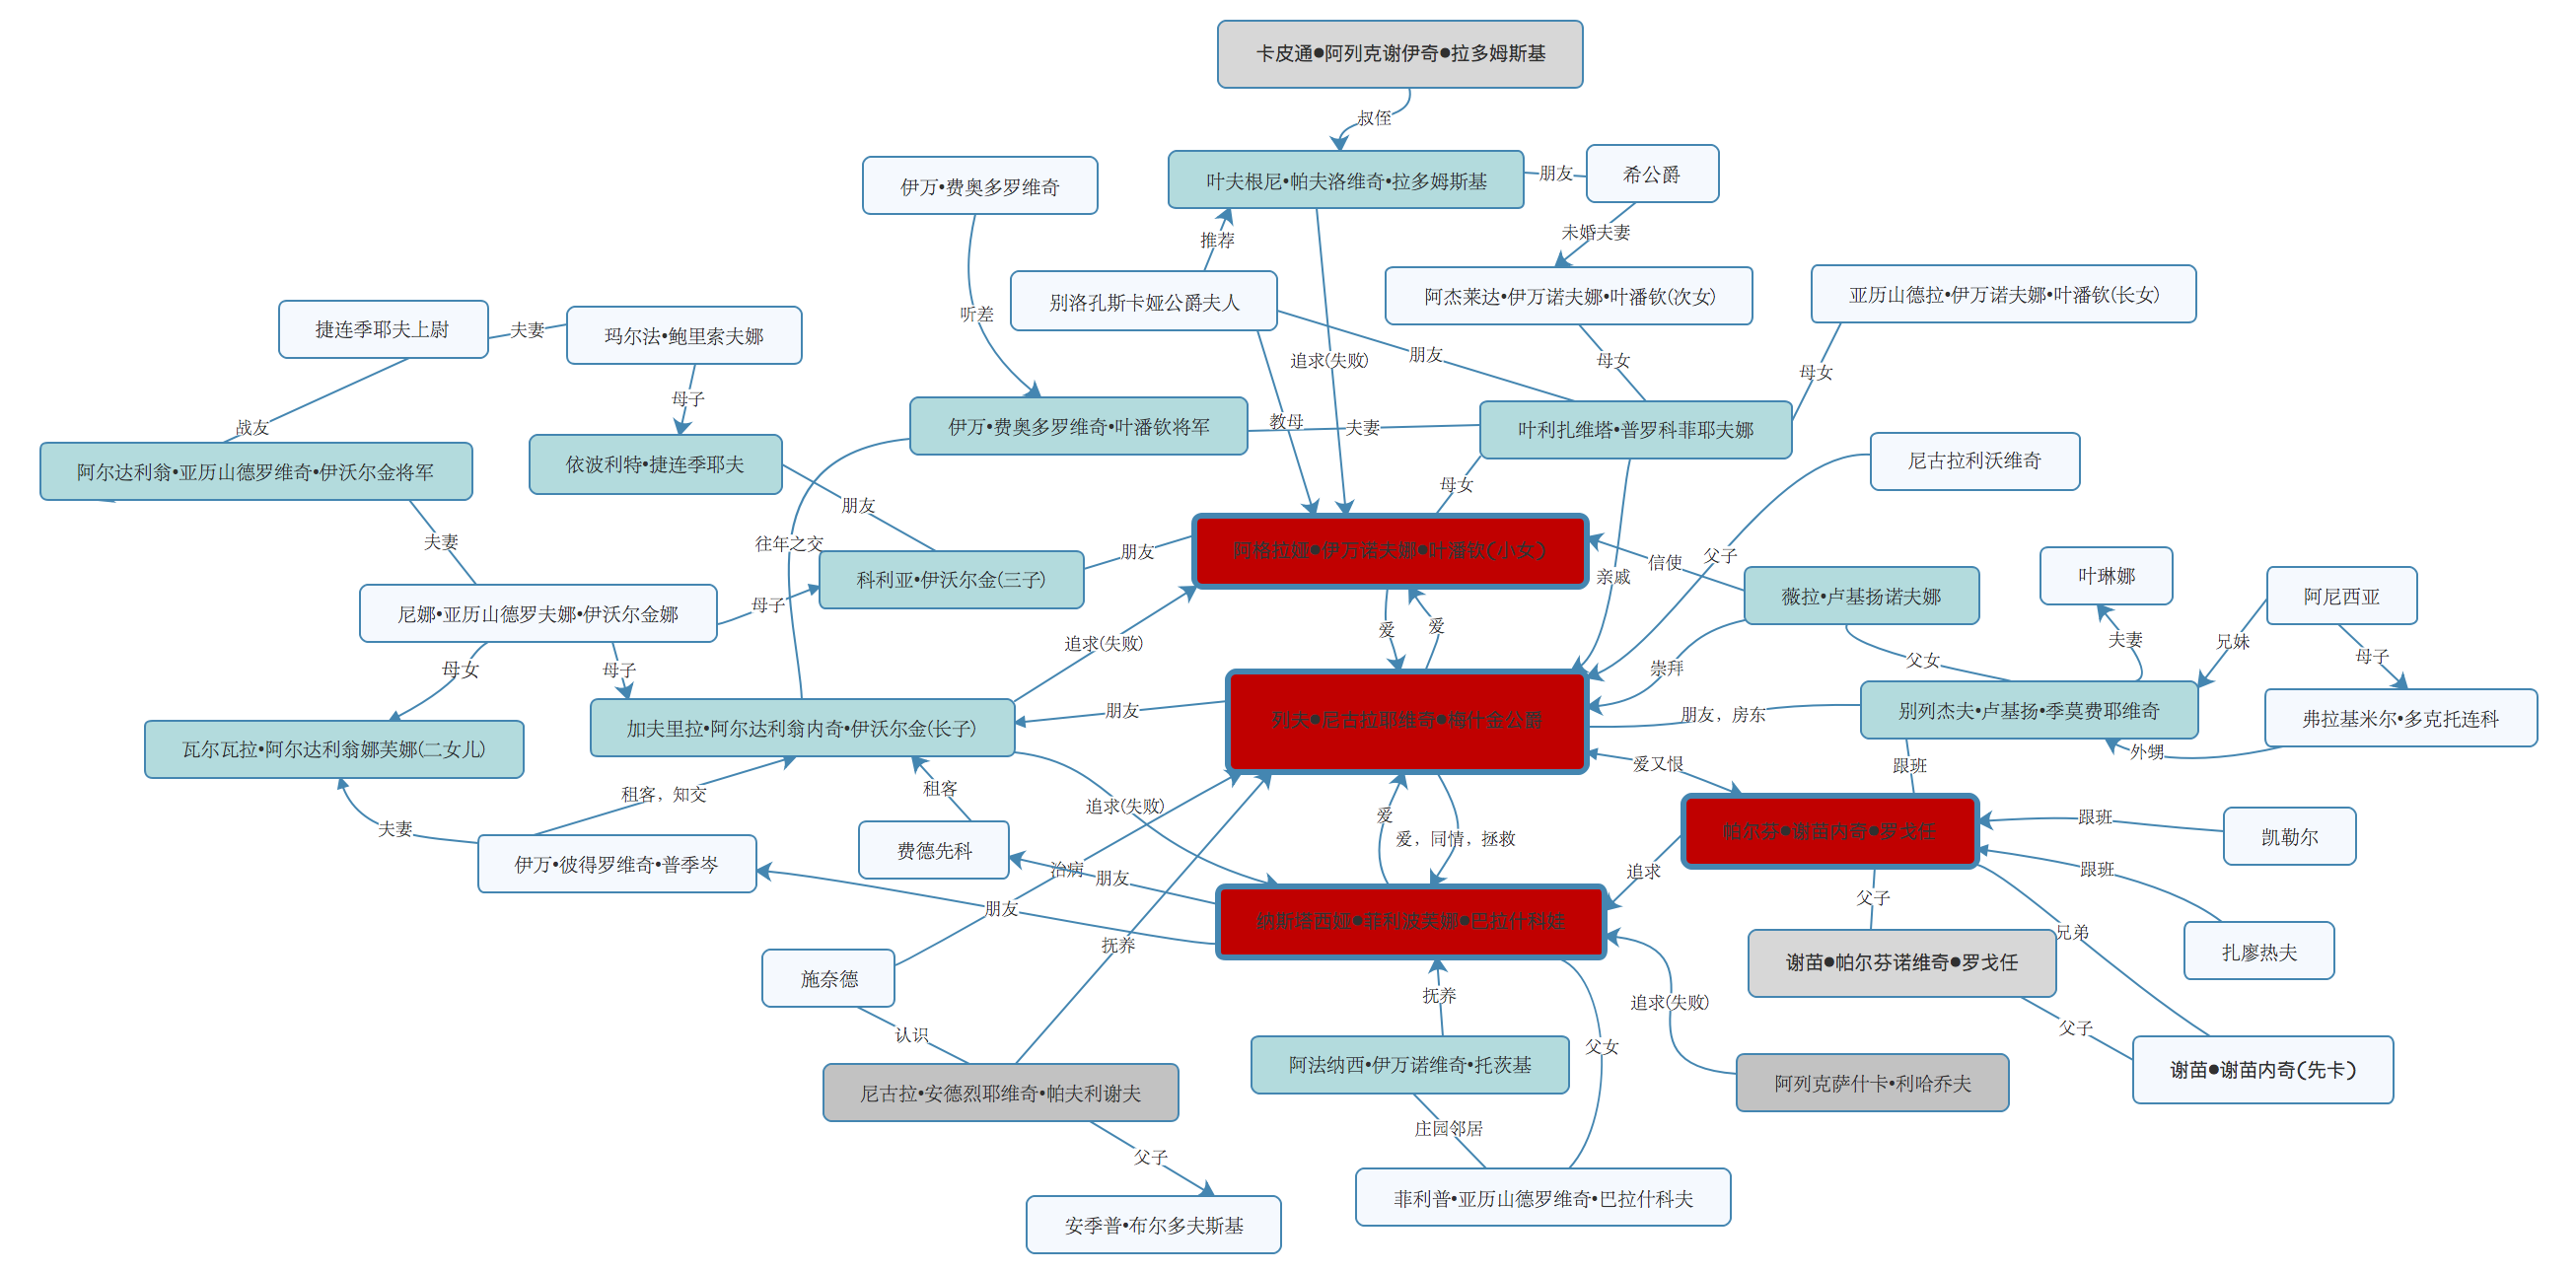 卡皮通●阿列克谢伊奇●拉多姆斯基
叔侄
伊万•费奥多罗维奇
叶夫根尼•帕夫洛维奇•拉多姆斯基
朋友
希公爵
推荐
未婚夫妻
听差
别洛孔斯卡娅公爵夫人
阿杰莱达•伊万诺夫娜•叶潘钦(次女)
亚历山德拉•伊万诺夫娜•叶潘钦(长女)
捷连季耶夫上尉
夫妻
玛尔法•鲍里索夫娜
追求(失败)
朋友
母女
母女
母子
战友
伊万•费奥多罗维奇•叶潘钦将军
教母
夫妻
叶利扎维塔•普罗科菲耶夫娜
阿尔达利翁•亚历山德罗维奇•伊沃尔金将军
依波利特•捷连季耶夫
尼古拉利沃维奇
母女
朋友
夫妻
往年之交
朋友
阿格拉娅●伊万诺夫娜●叶潘钦(小女)
信使
父子
亲戚
科利亚•伊沃尔金(三子)
薇拉•卢基扬诺夫娜
叶琳娜
阿尼西亚
尼娜•亚历山德罗夫娜•伊沃尔金娜
母子
追求(失败)
爱
爱
崇拜
父女
夫妻
兄妹
母子
母女
母子
瓦尔瓦拉•阿尔达利翁娜芙娜(二女儿)
加夫里拉•阿尔达利翁内奇•伊沃尔金(长子)
朋友
列夫●尼古拉耶维奇●梅什金公爵
朋友，房东
别列杰夫•卢基扬•季莫费耶维奇
弗拉基米尔•多克托连科
外甥
爱又恨
跟班
租客，知交
租客
追求(失败)
夫妻
爱
爱，同情，拯救
帕尔芬●谢苗内奇●罗戈任
跟班
凯勒尔
伊万•彼得罗维奇•普季岑
费德先科
治病
朋友
追求
跟班
父子
朋友
纳斯塔西娅●菲利波芙娜●巴拉什科娃
抚养
兄弟
扎廖热夫
施奈德
谢苗●帕尔芬诺维奇●罗戈任
抚养
追求(失败)
认识
父女
父子
尼古拉•安德烈耶维奇•帕夫利谢夫
阿法纳西•伊万诺维奇•托茨基
阿列克萨什卡•利哈乔夫
谢苗●谢苗内奇(先卡)
庄园邻居
父子
安季普•布尔多夫斯基
菲利普•亚历山德罗维奇•巴拉什科夫